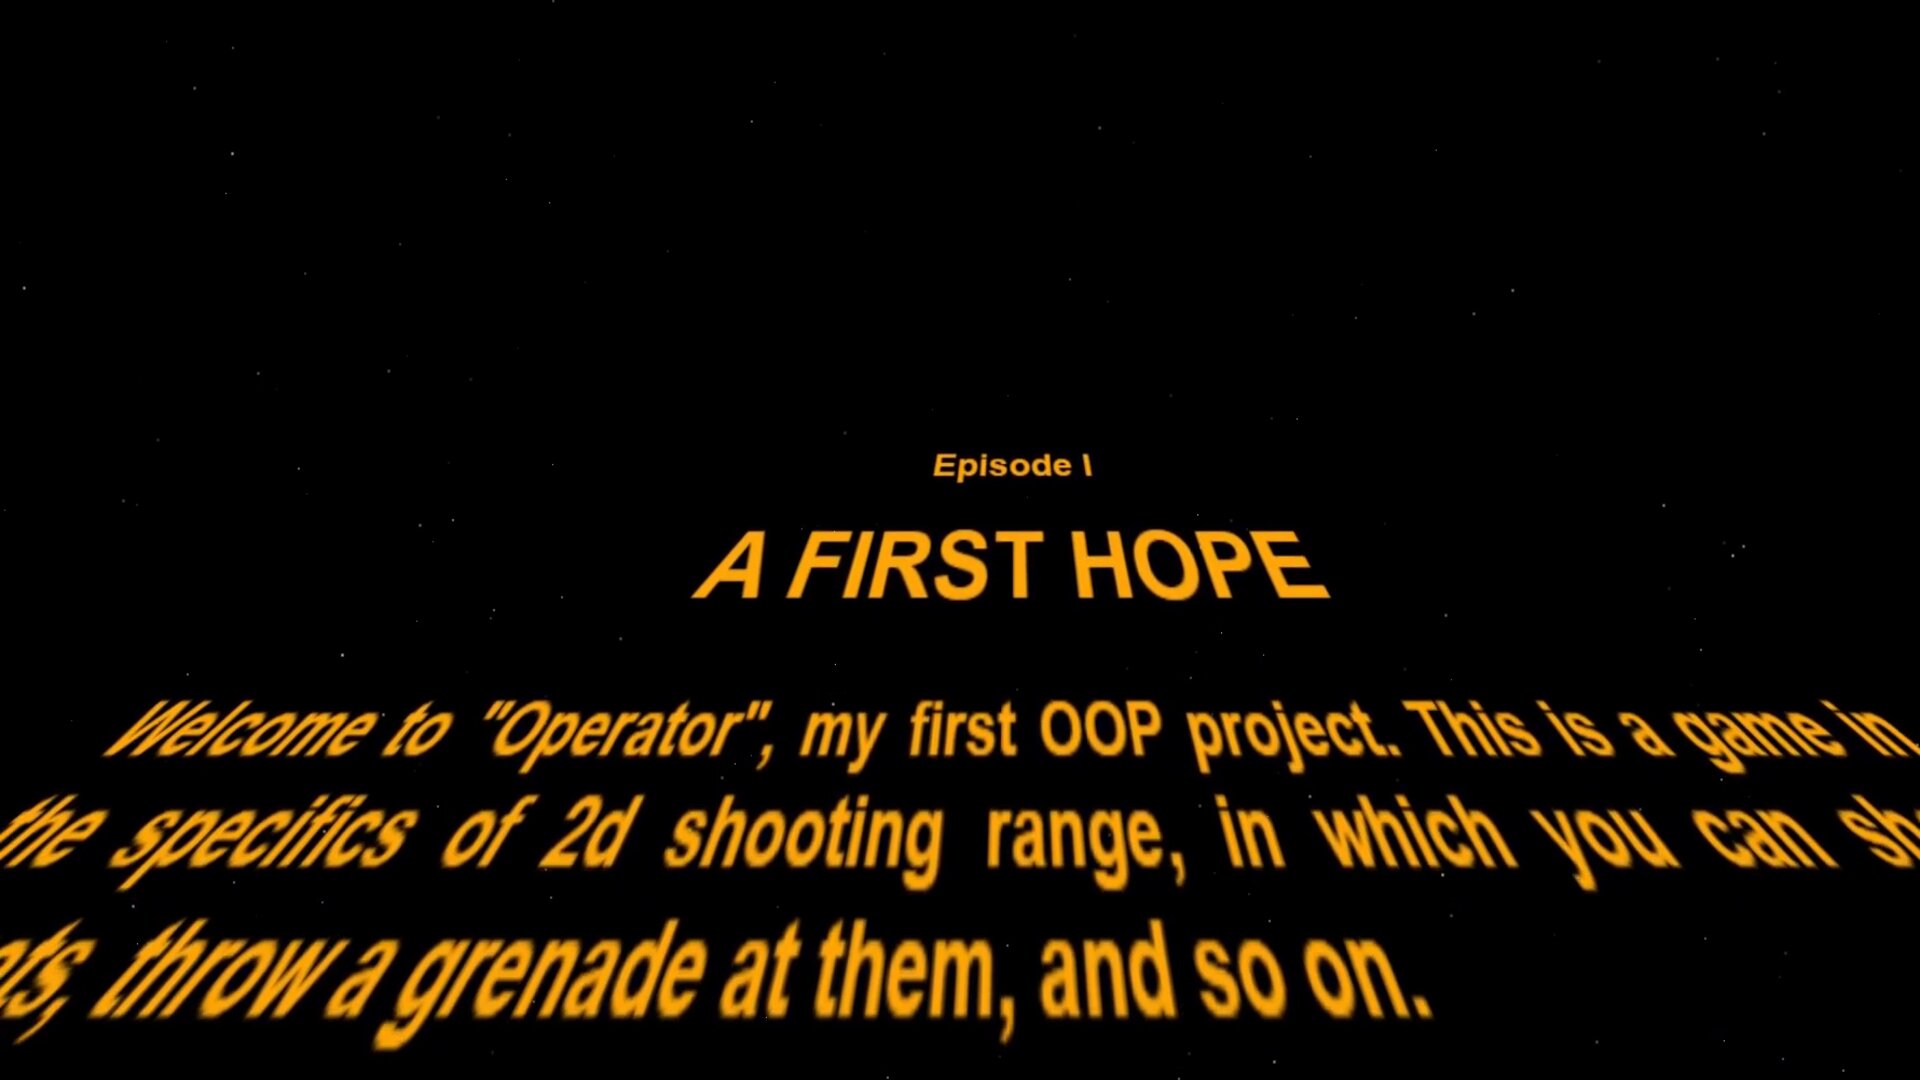 Episode I
A FIRST HOPE
Welcome to "Operator", my first OOP project. This is a game in
the specifics of 2d shooting range, in which you can
throw a grenade at them, and so on.